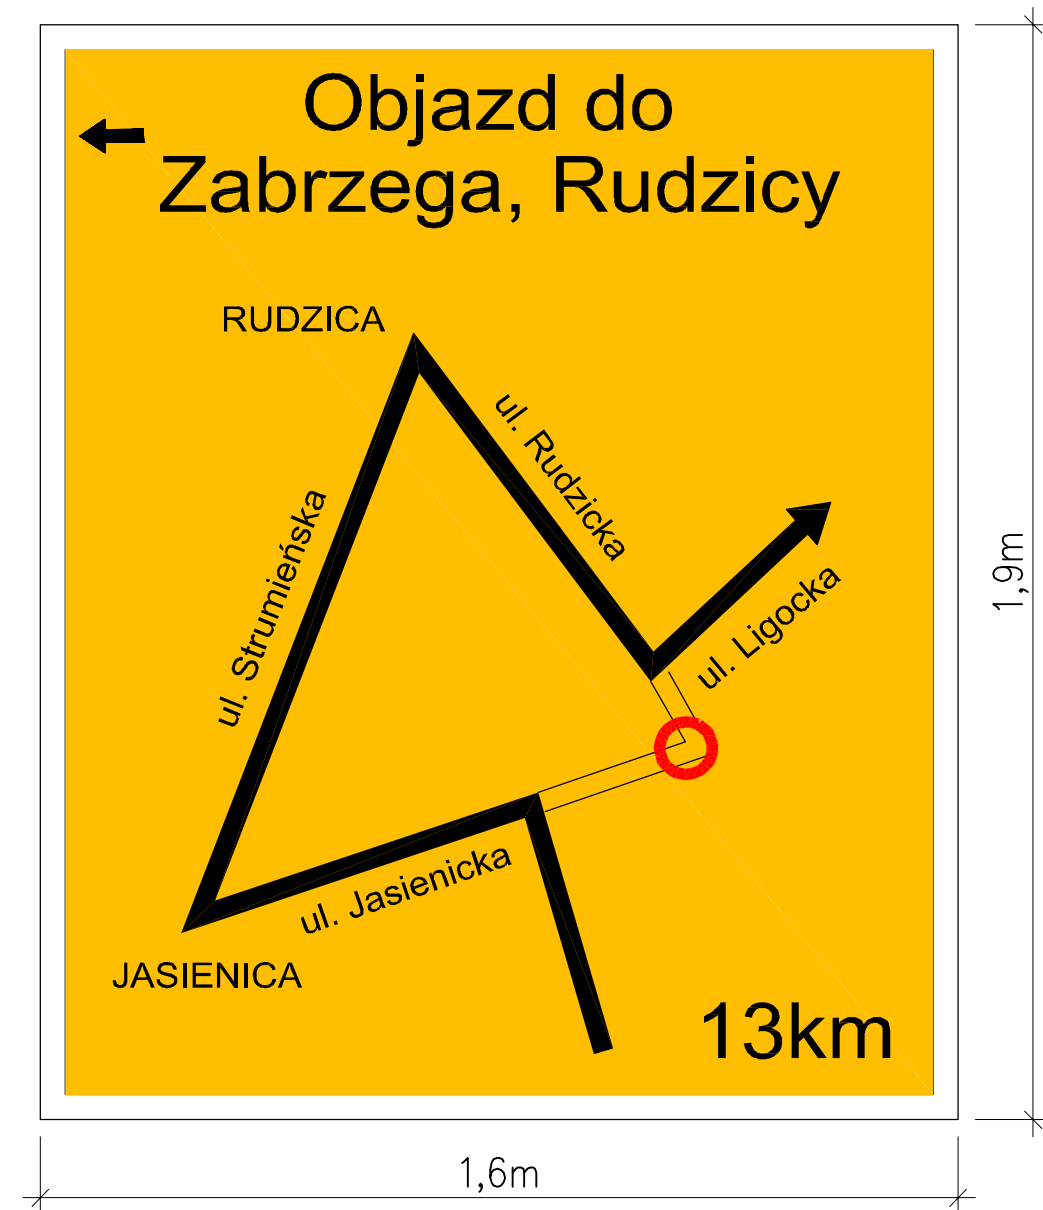 Objazd do
Zabrzega, Rudzicy
RUDZICA
ul. Rudzicka
ul. Strumieńska
ul. Ligocka
ul. Jasienicka
JASIENICA
13km
1,9m
1,6m